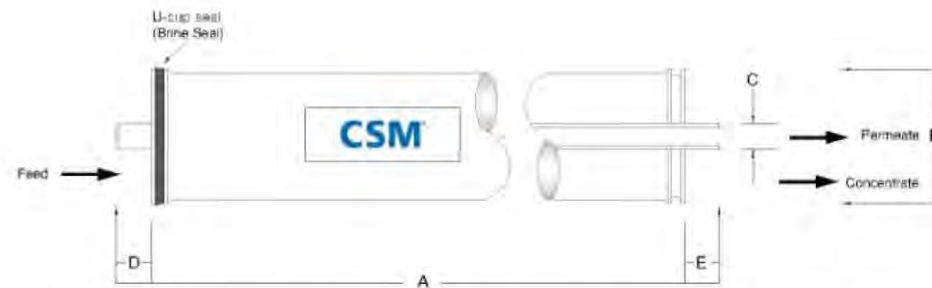 U-cup seal
(Brine Seal)
CSM
C
Permeate
Feed
Concentrate
D
A
E